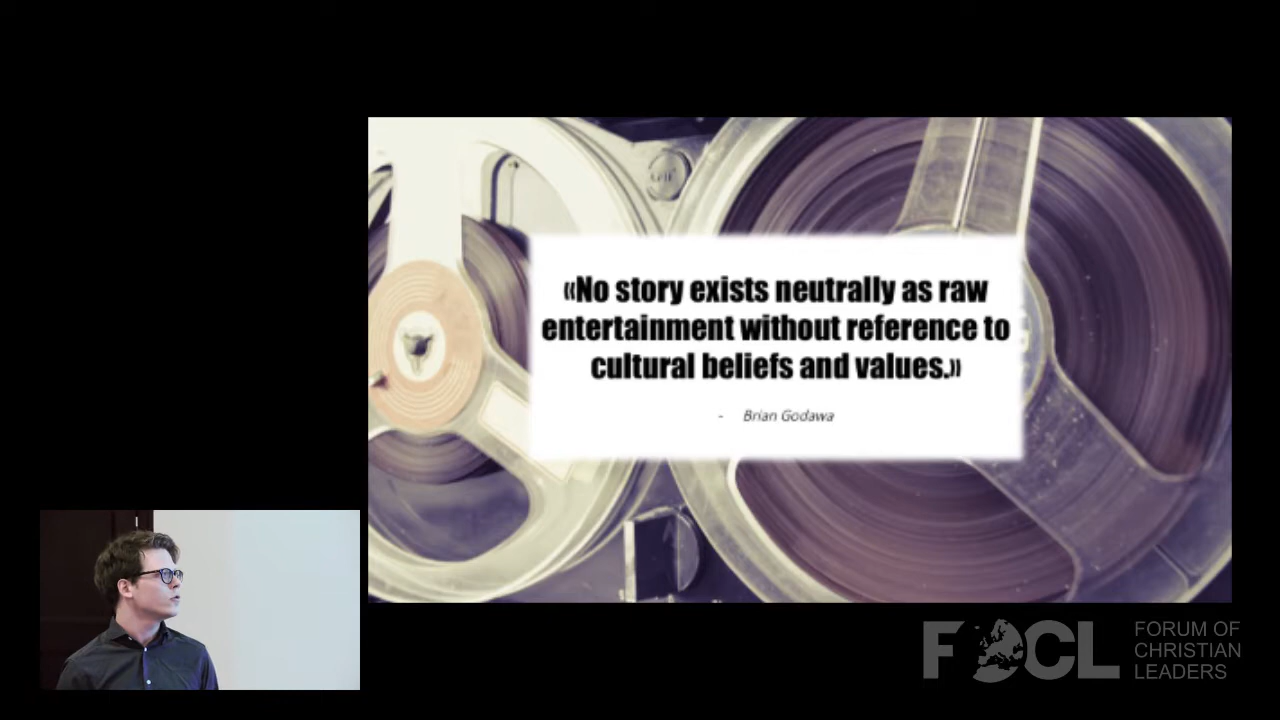 «No story exists neutrally as raw
entertainment without reference to
cultural beliefs and values.»
- Brian Godawa
FOCL
FORUM OF
CHRISTIAN
LEADERS